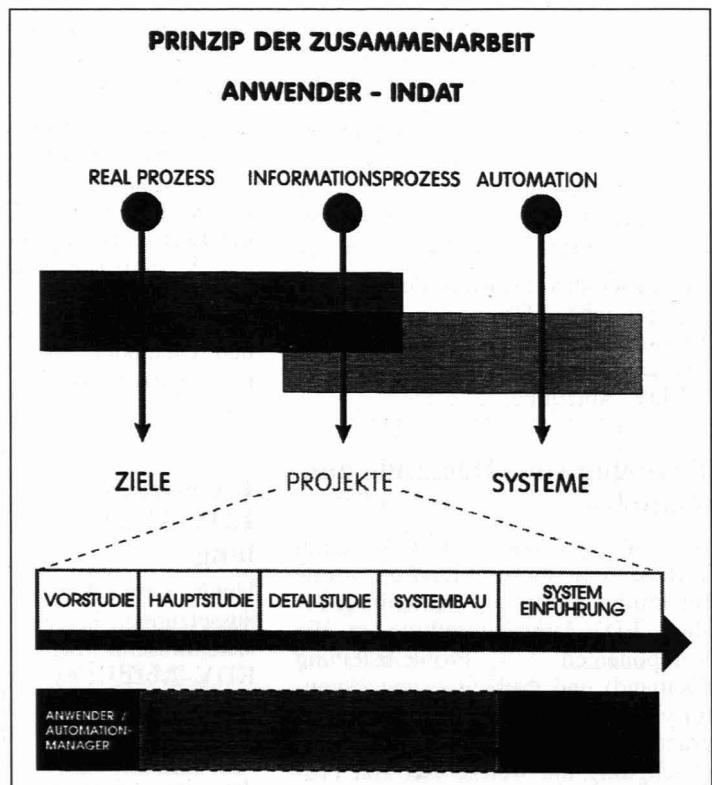 PRINZIP DER ZUSAMMENARBEIT
ANWENDER - INDAT
REAL PROZESS INFORMATIONSPROZESS AUTOMATION
ZIELE PROJEKTE SYSTEME
VORSTUDIE HAUPTSTUDIE DETAILSTUDIE SYSTEMBAU SYSTEM
EINFÜHRUNG
ANWENDER /
AUTOMATION-
MANAGER